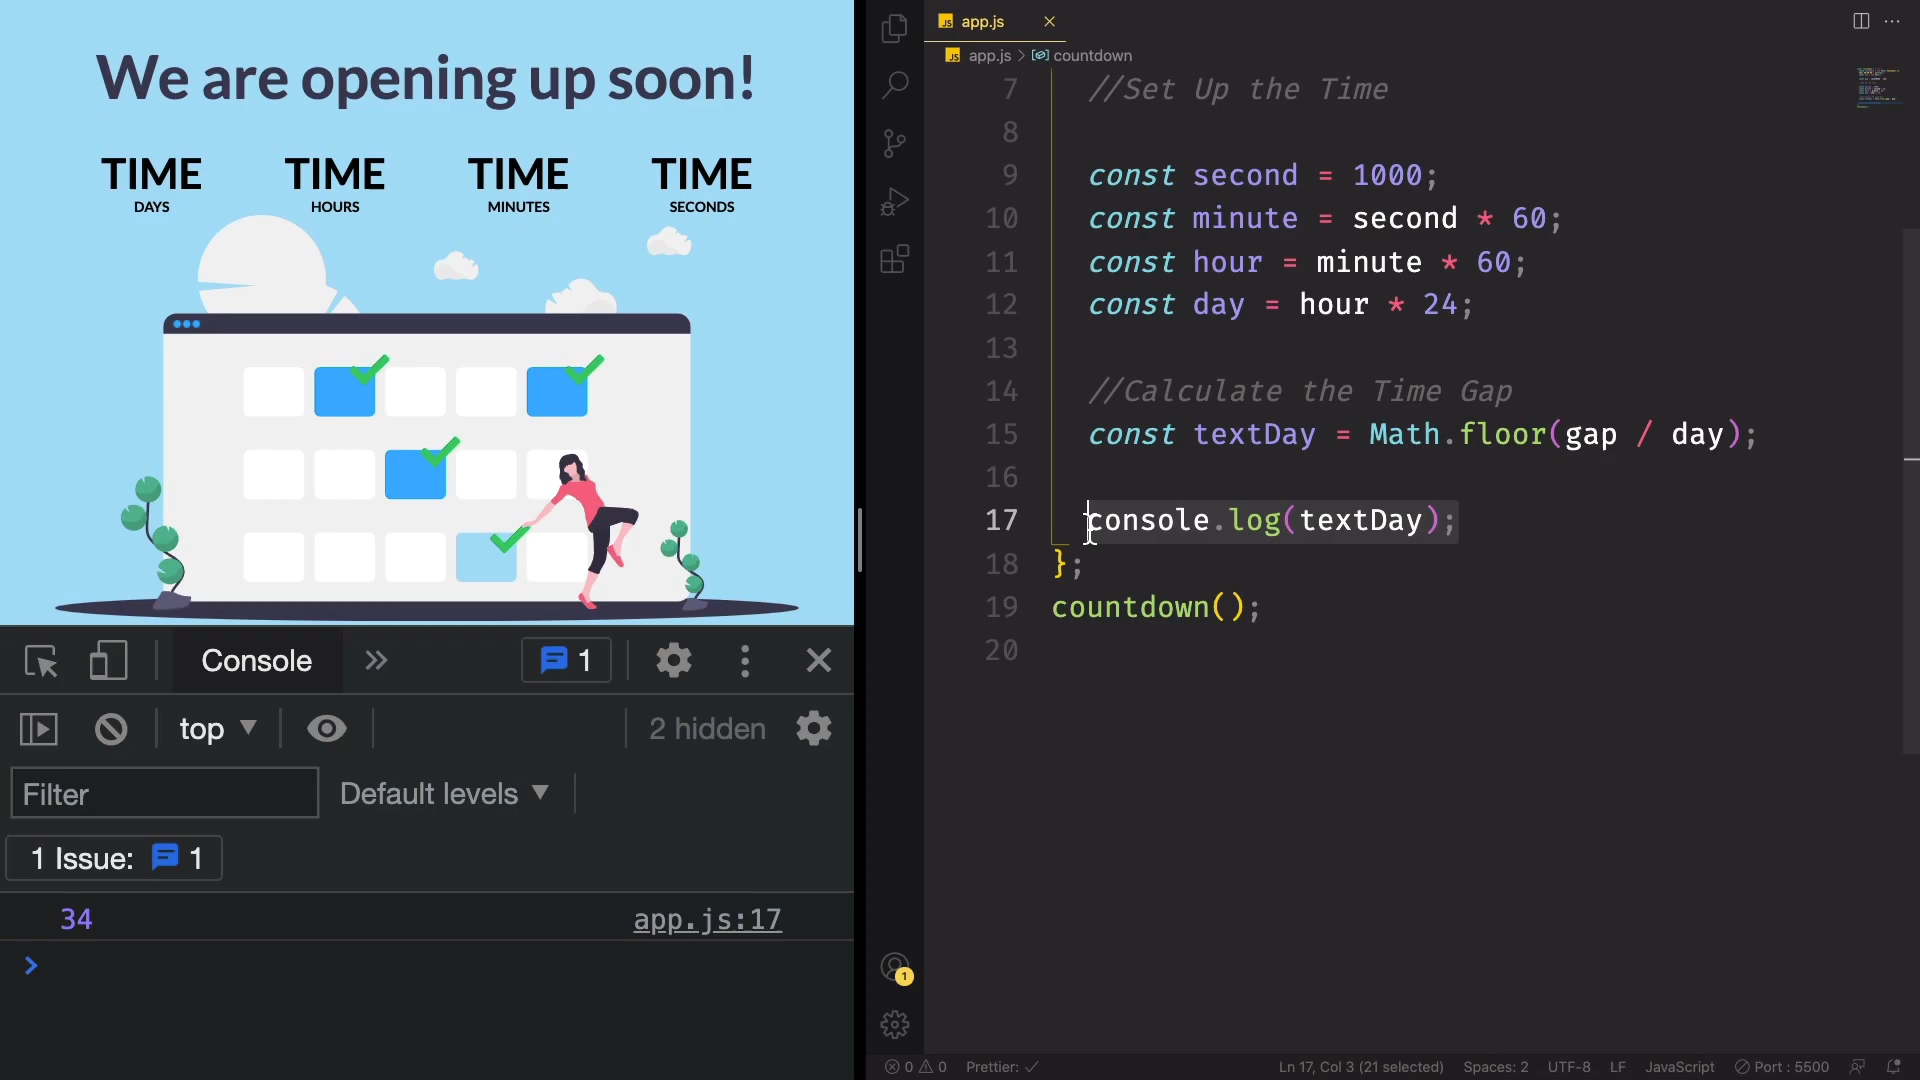 We are opening up soon!
TIME TIME TIME TIME
DAYS HOURS MINUTES SECONDS
Console 1
top 2 hidden
Filter Default levels
1 Issue: 1
34 app.js:17
JS app.js
JS app.js countdown
7 //Set Up the Time
8
9 const second = 1000;
10 const minute = second * 60;
11 const hour = minute * 60;
12 const day = hour * 24;
13
14 //Calculate the Time Gap
15 const textDay = Math.floor(gap / day);
16
17 console.log(textDay);
18 };
19 countdown();
20
1
0 0 Prettier: Ln 17, Col 3 (21 selected) Spaces: 2 UTF-8 LF JavaScript Port : 5500